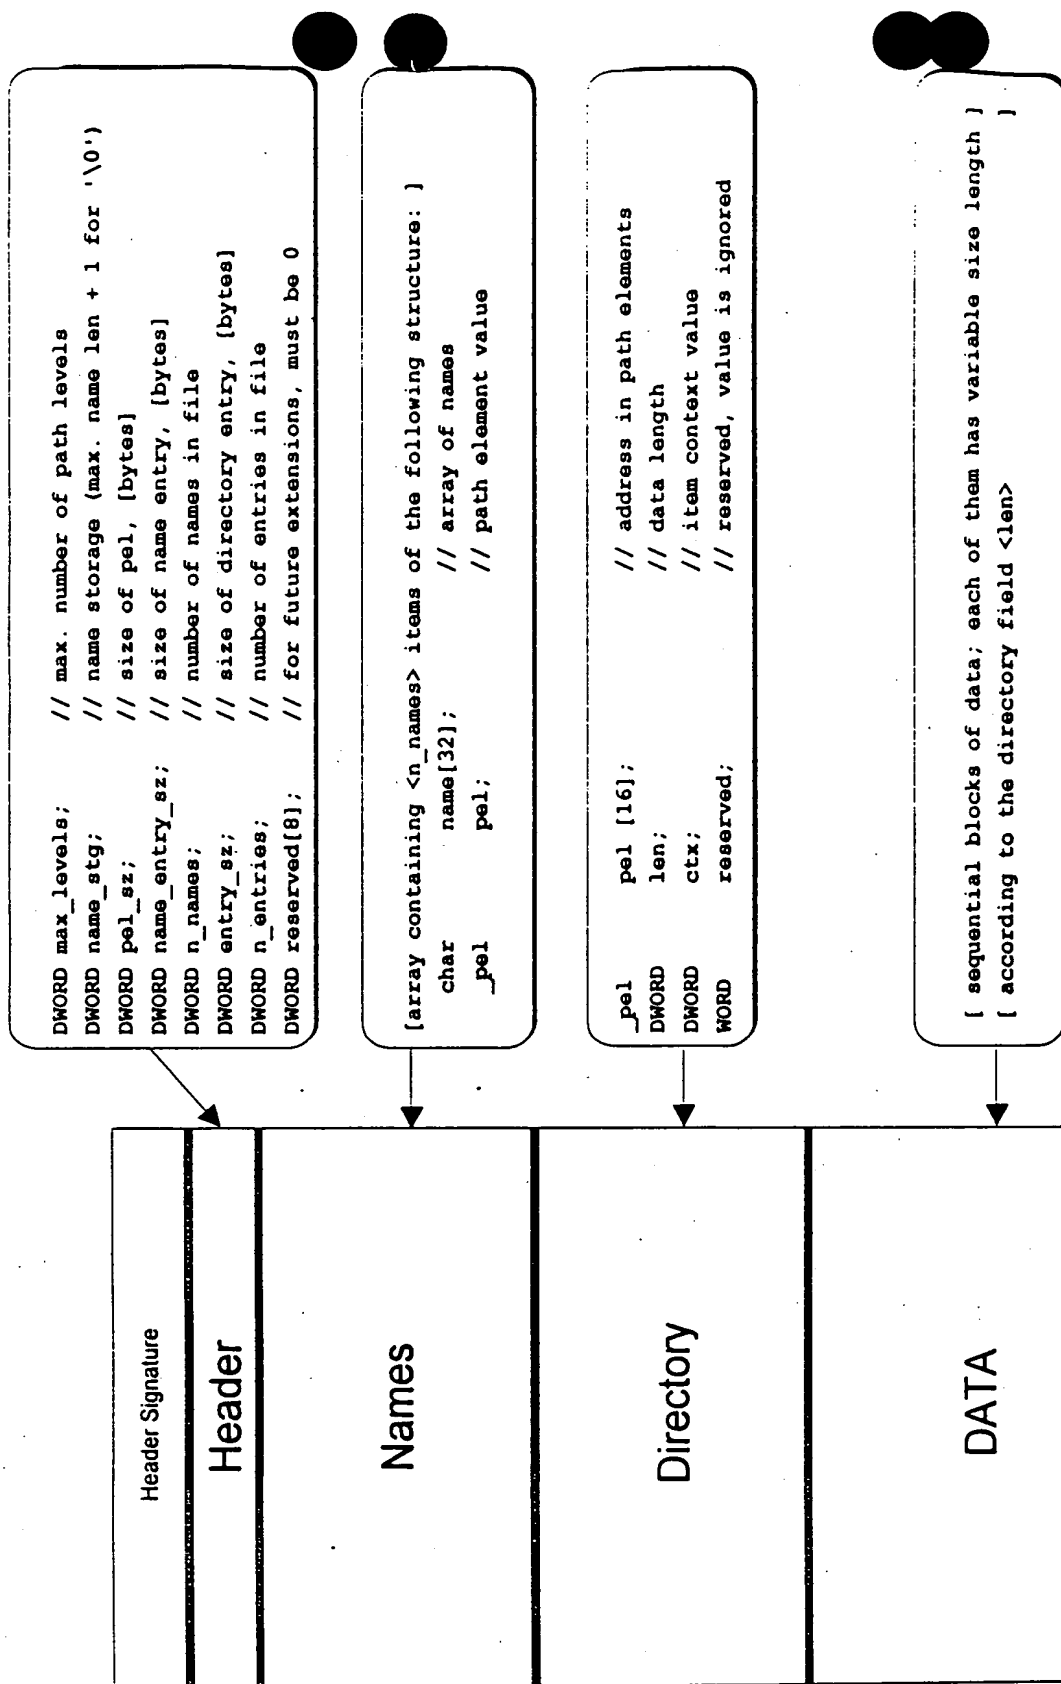 Header Signature
Header
Names
Directory
DATA
DWORD max_levels; // max. number of path levels
DWORD name_stg; // name storage (max. name len + 1 for '\0')
DWORD pel_sz; // size of pel, [bytes]
DWORD name_entry_sz; // size of name entry, [bytes]
DWORD n_names; // number of names in file
DWORD entry_sz; // size of directory entry, [bytes]
DWORD n_entries; // number of entries in file
DWORD reserved[8]; // for future extensions, must be 0
[array containing <n_names> items of the following structure: ]
char name[32]; // array of names
_pel pel; // path element value
_pel pel [16]; // address in path elements
DWORD len; // data length
DWORD ctx; // item context value
WORD reserved; // reserved, value is ignored
[ sequential blocks of data; each of them has variable size length ]
[ according to the directory field <len> ]